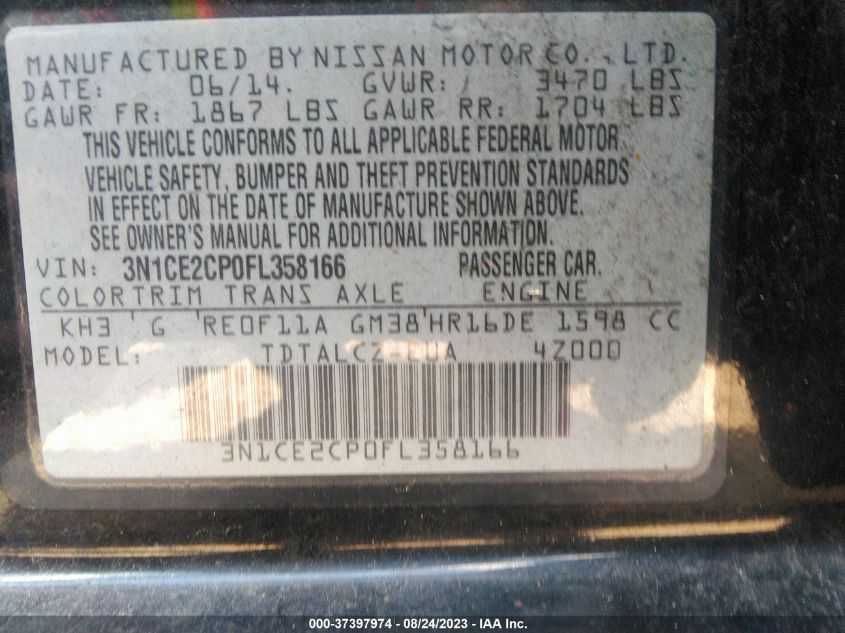 MANUFACTURED BY NISSAN MOTOR CO., LTD.
DATE: 06/14. GVWR: 3470 LBS
GAWR FR: 1867 LBS GAWR RR: 1704 LBS
THIS VEHICLE CONFORMS TO ALL APPLICABLE FEDERAL MOTOR
VEHICLE SAFETY, BUMPER AND THEFT PREVENTION STANDARDS
IN EFFECT ON THE DATE OF MANUFACTURE SHOWN ABOVE.
SEE OWNER'S MANUAL FOR ADDITIONAL INFORMATION.
VIN: 3N1CE2CP0FL358166 PASSENGER CAR.
COLORTRIM TRANS AXLE ENGINE
KH3 ' G 'RE0F11A GM38'HR16DE 1598 CC
MODEL: TDTALCZ-EUA 4Z000
3N1CE2CP0FL358166
000-37397974 - 08/24/2023 - IAA Inc.